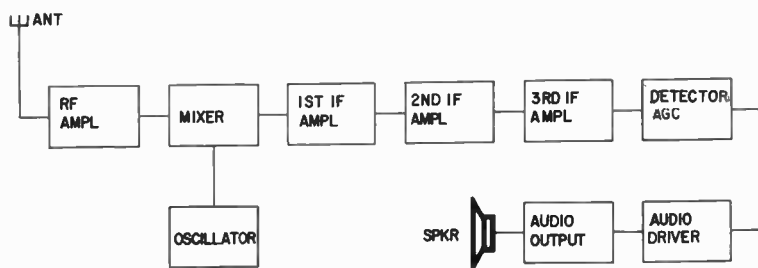 ANT
RF
AMPL
MIXER
1ST IF
AMPL
2ND IF
AMPL
3RD IF
AMPL
DETECTOR
AGC
OSCILLATOR
SPKR
AUDIO
OUTPUT
AUDIO
DRIVER